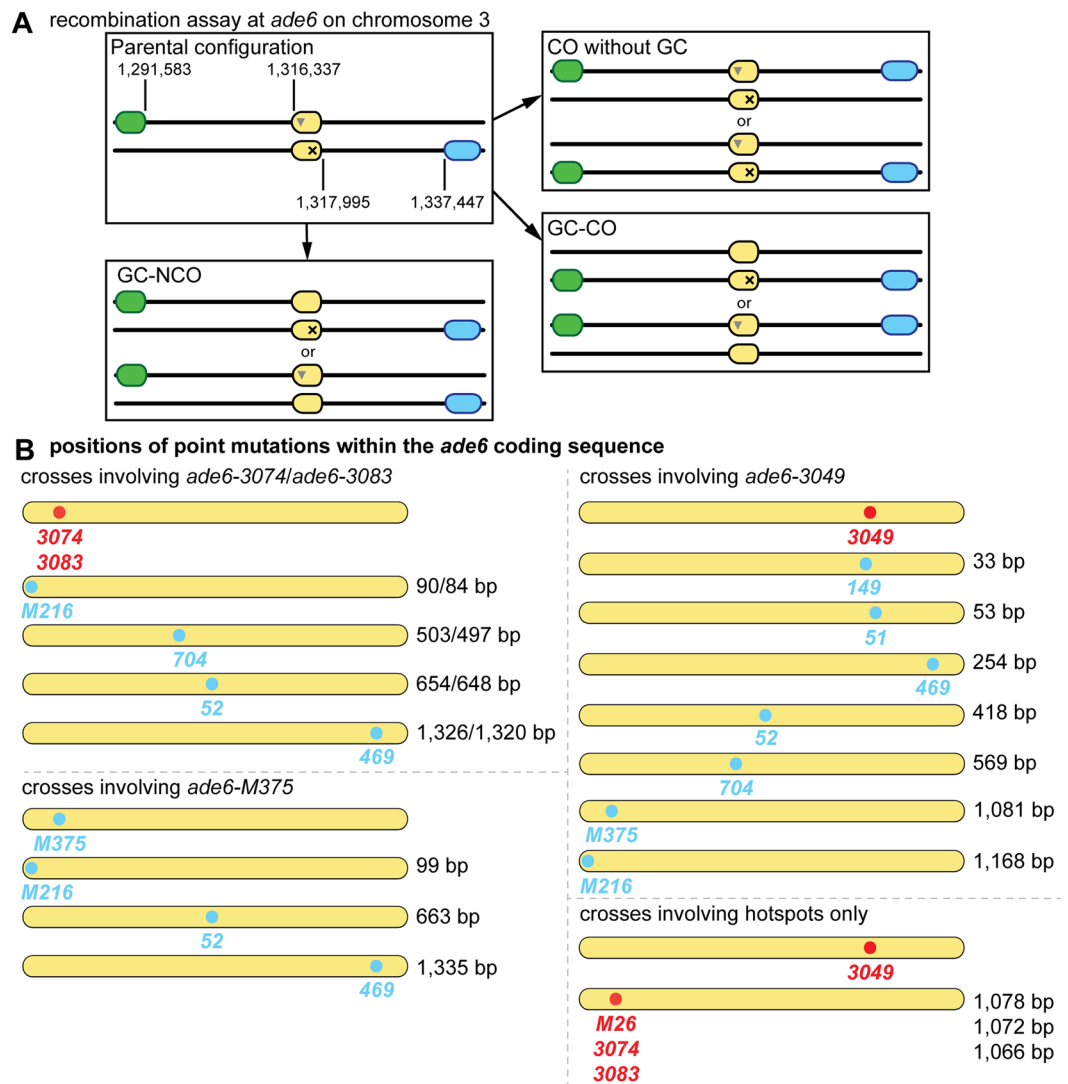 A recombination assay at ade6 on chromosome 3
Parental configuration
1,291,583
1,316,337
1,317,995
1,337,447
CO without GC
or
GC-CO
or
GC-NCO
or
B positions of point mutations within the ade6 coding sequence
crosses involving ade6-3074/ade6-3083
3074
3083
90/84 bp
M216
503/497 bp
704
654/648 bp
52
1,326/1,320 bp
469
crosses involving ade6-M375
M375
99 bp
M216
663 bp
52
1,335 bp
469
crosses involving ade6-3049
3049
33 bp
149
53 bp
51
254 bp
469
418 bp
52
569 bp
704
1,081 bp
M375
1,168 bp
M216
crosses involving hotspots only
3049
M26
3074
3083
1,078 bp
1,072 bp
1,066 bp